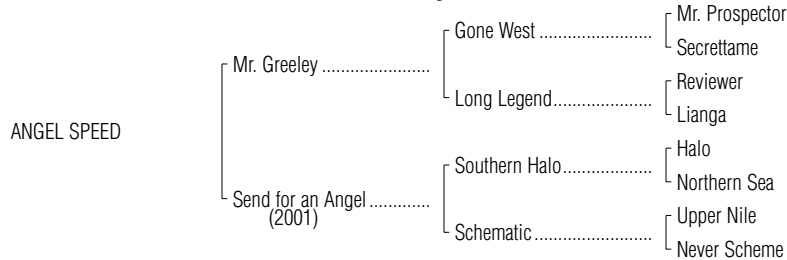 Mr. Prospector
Gone West ........................
Secrettame
Mr. Greeley .......................
Reviewer
Long Legend.....................
Lianga
ANGEL SPEED
Halo
Southern Halo...................
Northern Sea
Send for an Angel .............
(2001)
Upper Nile
Schematic.........................
Never Scheme